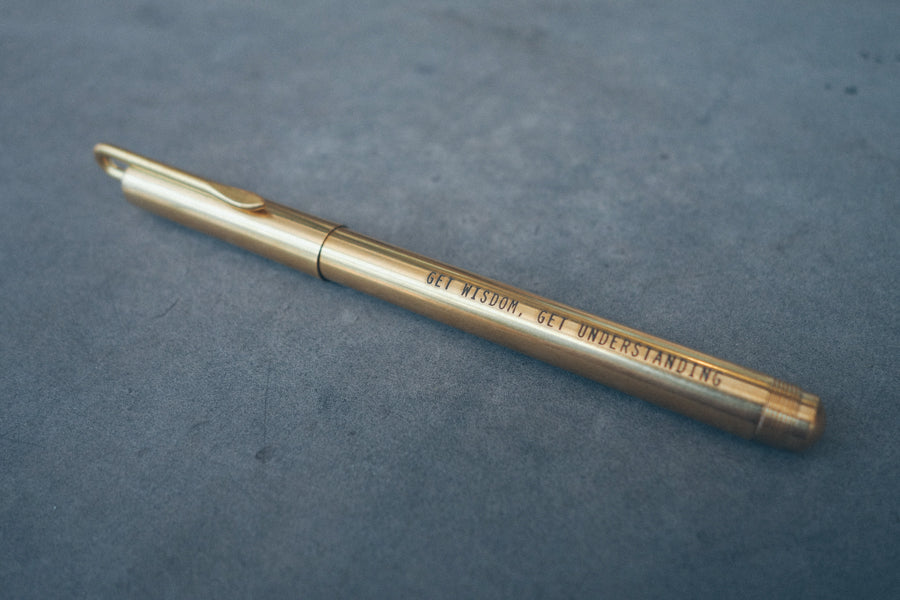 GET WISDOM, GET UNDERSTANDING